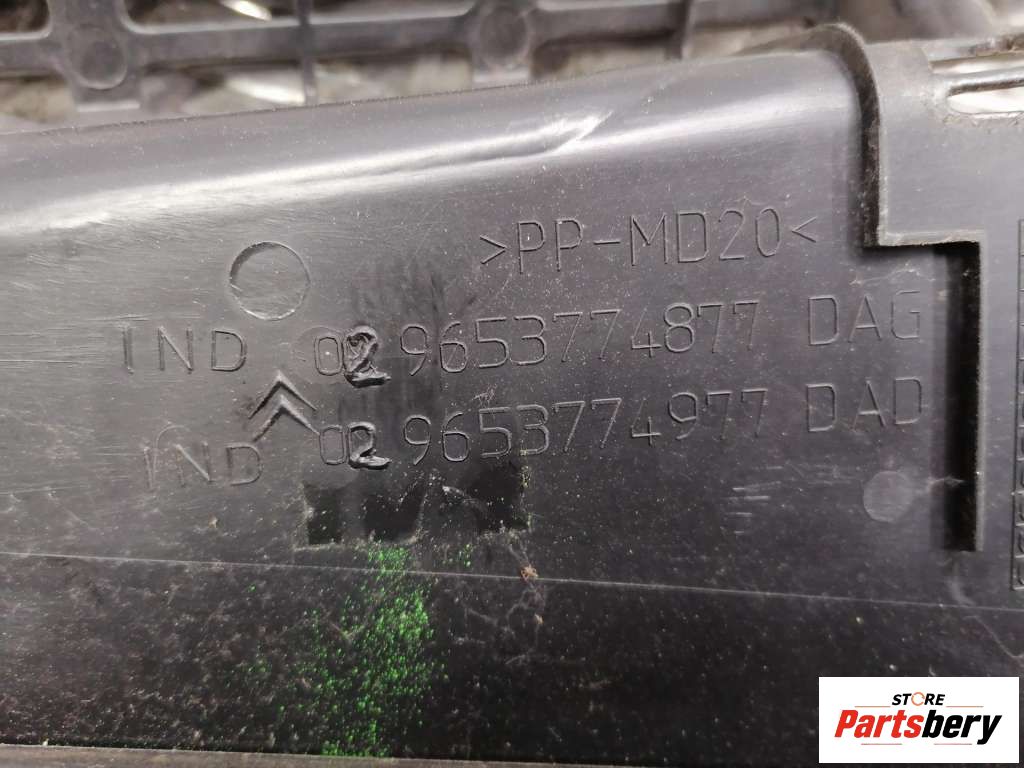 >PP-MD20<
IND 02 9653774877 DAG
IND 02 9653774977 DAD
STORE
Partsbery